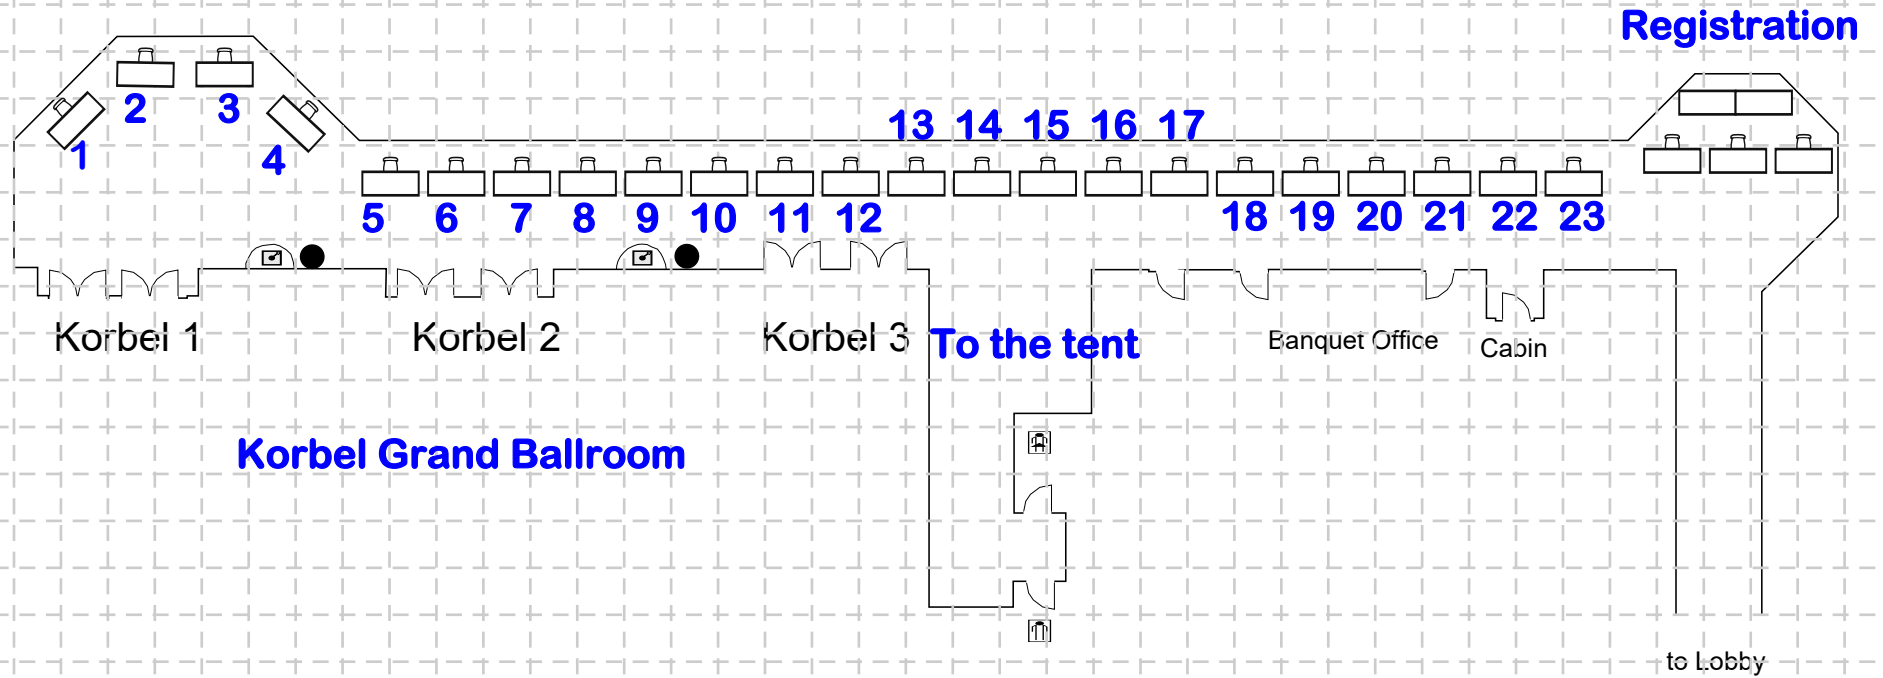 Registration
2 3
13 14 15 16 17
1 4
5 6 7 8 9 10 11 12 18 19 20 21 22 23
Korbel 1 Korbel 2 Korbel 3 To the tent Banquet Office Cabin
Korbel Grand Ballroom
to Lobby